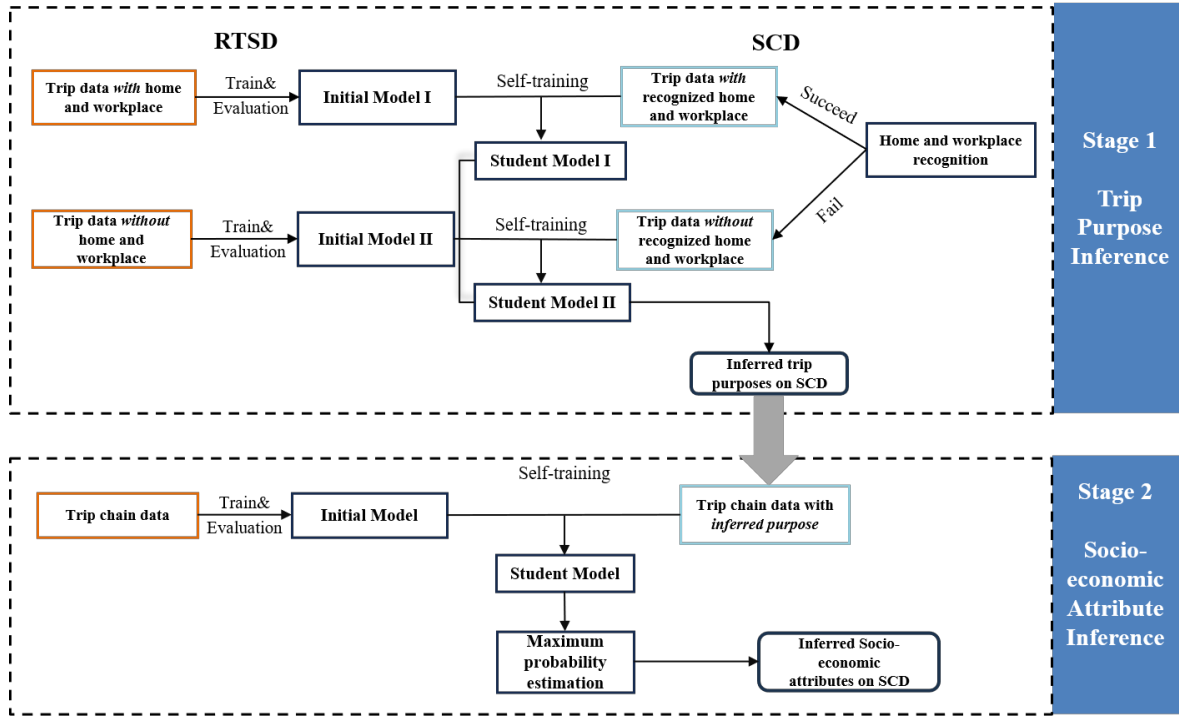 RTSD
SCD
Trip data with home
and workplace
Train&
Evaluation
Initial Model I
Self-training
Trip data with
recognized home
and workplace
Succeed
Home and workplace
recognition
Fail
Student Model I
Trip data without
home and
workplace
Train&
Evaluation
Initial Model II
Self-training
Trip data without
recognized home
and workplace
Student Model II
Inferred trip
purposes on SCD
Stage 1
Trip
Purpose
Inference
Self-training
Trip chain data
Train&
Evaluation
Initial Model
Trip chain data with
inferred purpose
Student Model
Maximum
probability
estimation
Inferred Socio-
economic
attributes on SCD
Stage 2
Socio-
economic
Attribute
Inference